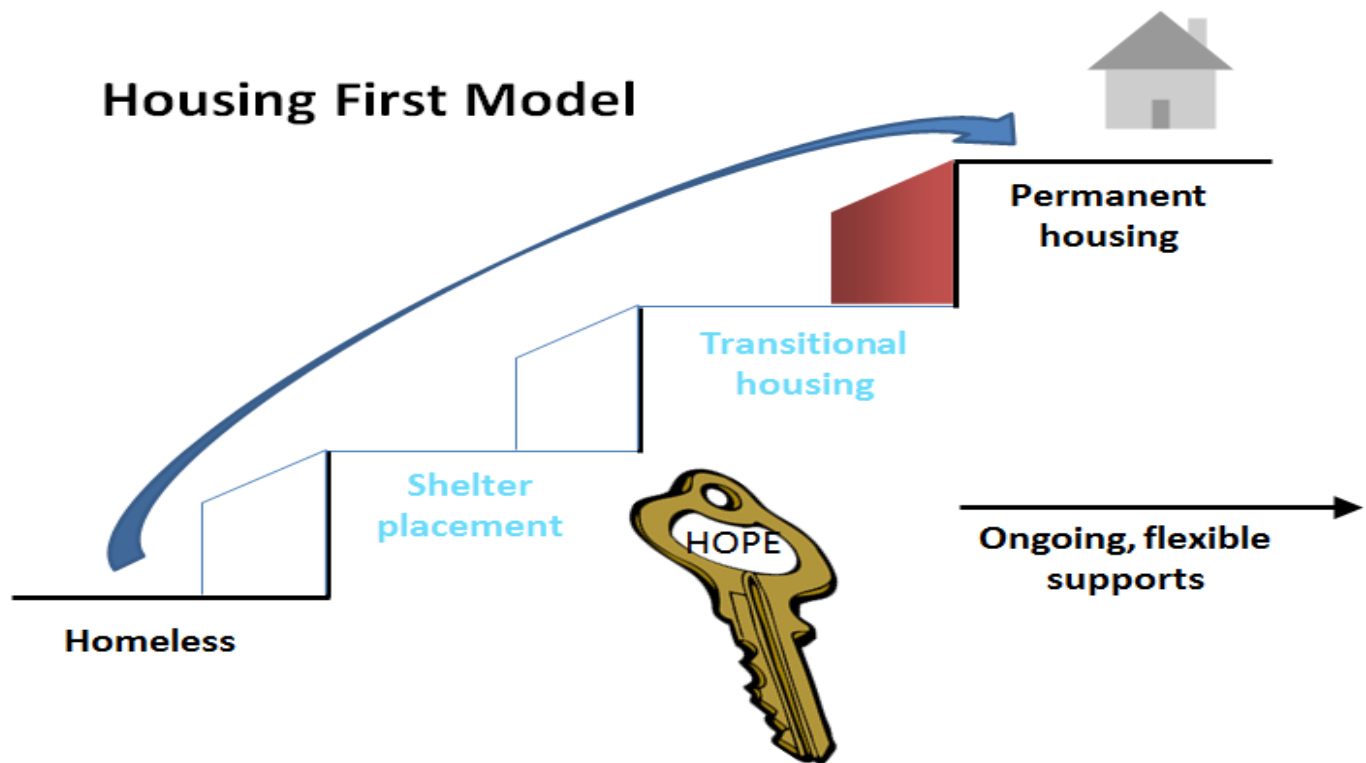 Housing First Model
Permanent
housing
Transitional
housing
Shelter
placement
HOPE
Ongoing, flexible
supports
Homeless